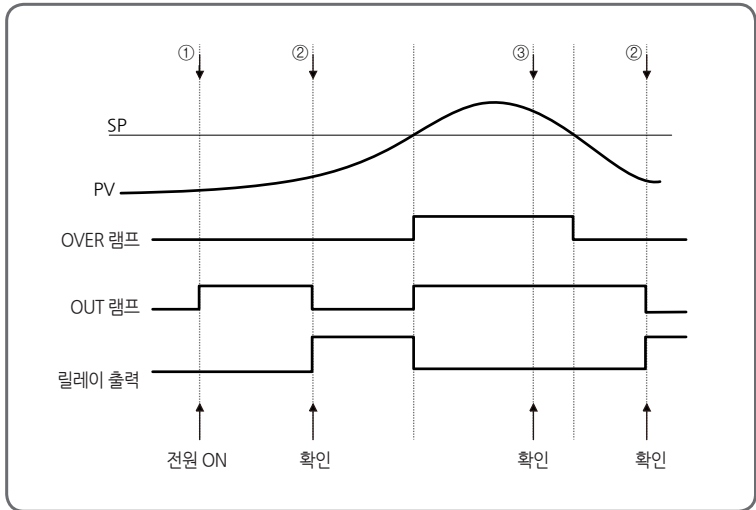 ① ② ③ ②
SP
PV
OVER 램프
OUT 램프
릴레이 출력
전원 ON 확인 확인 확인